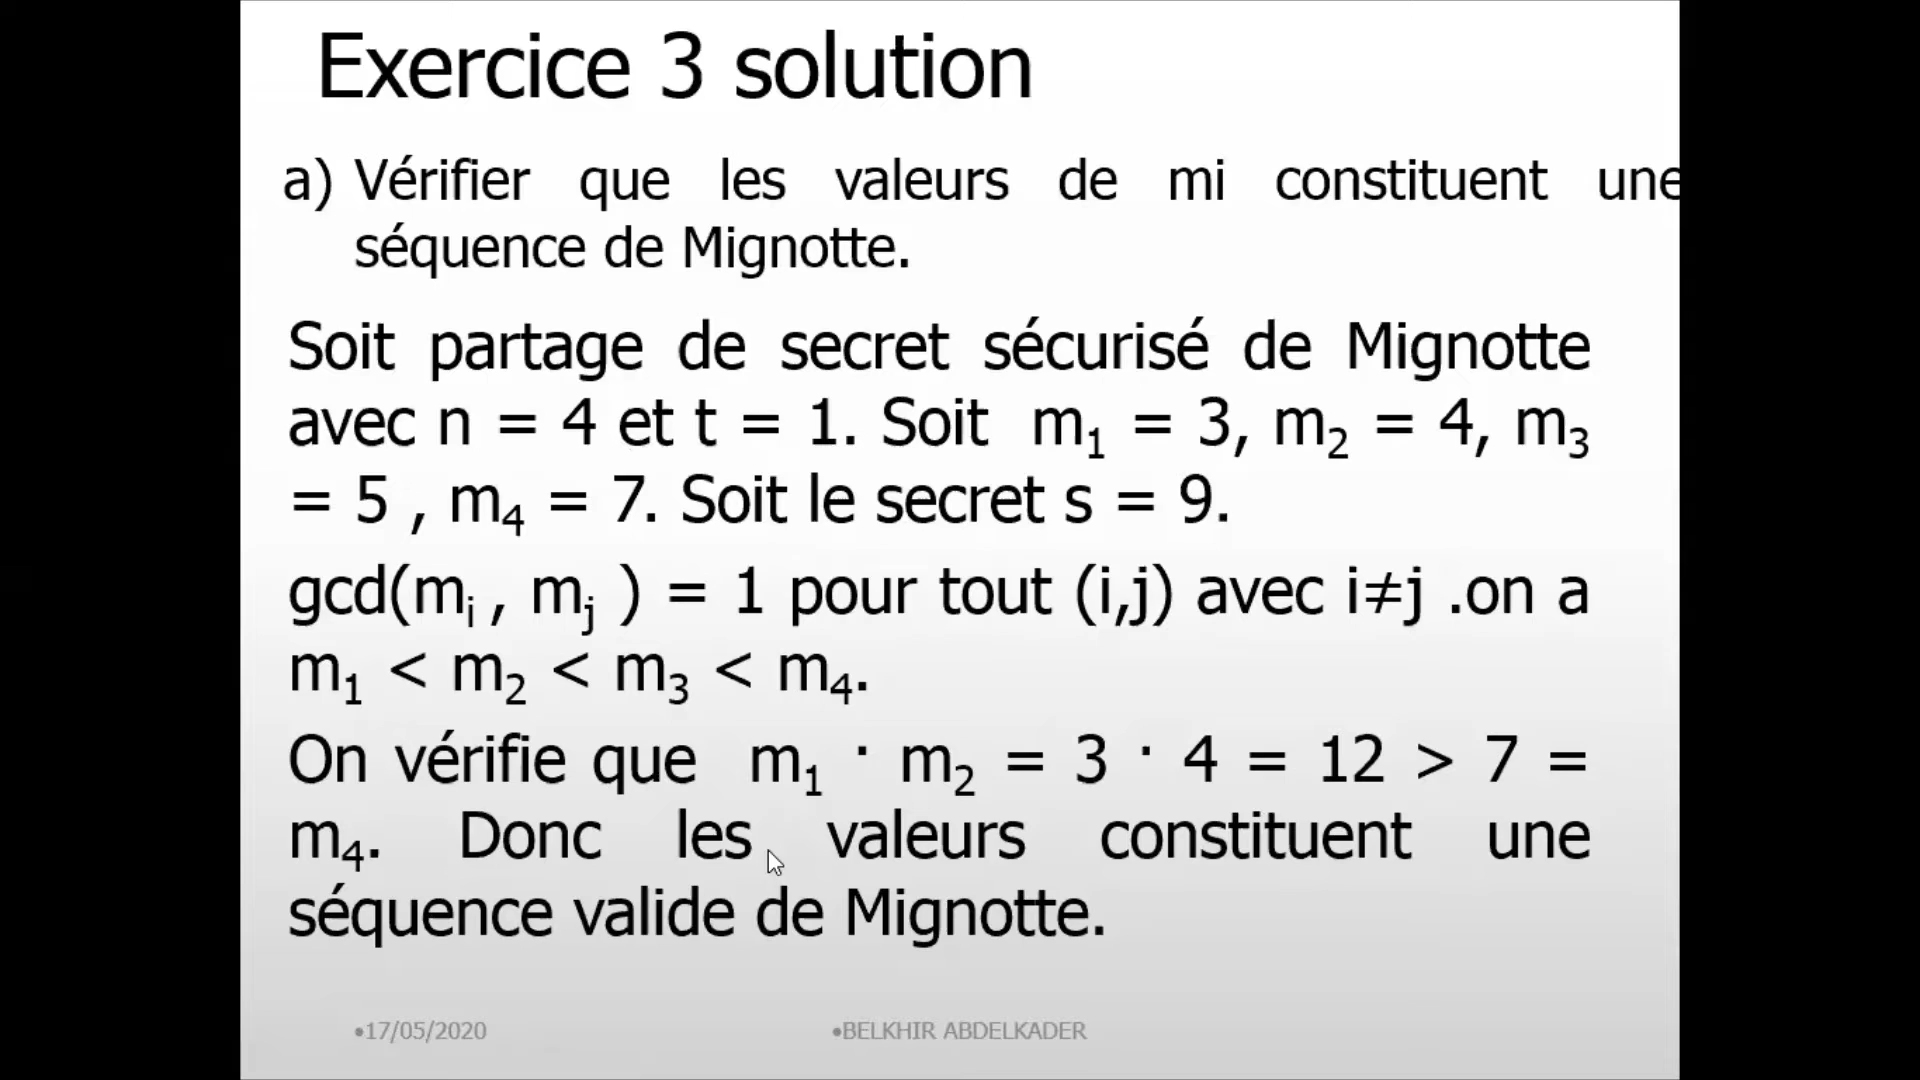 Exercice 3 solution
a) Vérifier que les valeurs de mi constituent une
séquence de Mignotte.
Soit partage de secret sécurisé de Mignotte
avec n = 4 et t = 1. Soit m₁ = 3, m₂ = 4, m₃
= 5 , m₄ = 7. Soit le secret s = 9.
gcd(mᵢ , mⱼ ) = 1 pour tout (i,j) avec i≠j .on a
m₁ < m₂ < m₃ < m₄.
On vérifie que m₁ · m₂ = 3 · 4 = 12 > 7 =
m₄. Donc les valeurs constituent une
séquence valide de Mignotte.
•17/05/2020
•BELKHIR ABDELKADER